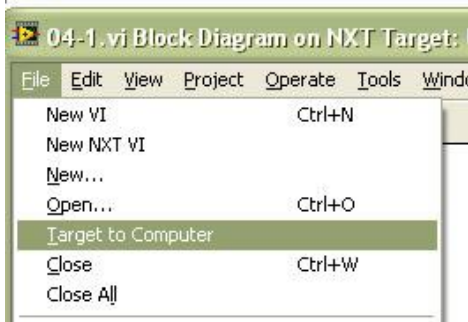 04-1.vi Block Diagram on NXT Target:
File Edit View Project Operate Tools
New VI Ctrl+N
New NXT VI
New...
Open... Ctrl+O
Target to Computer
Close Ctrl+W
Close All